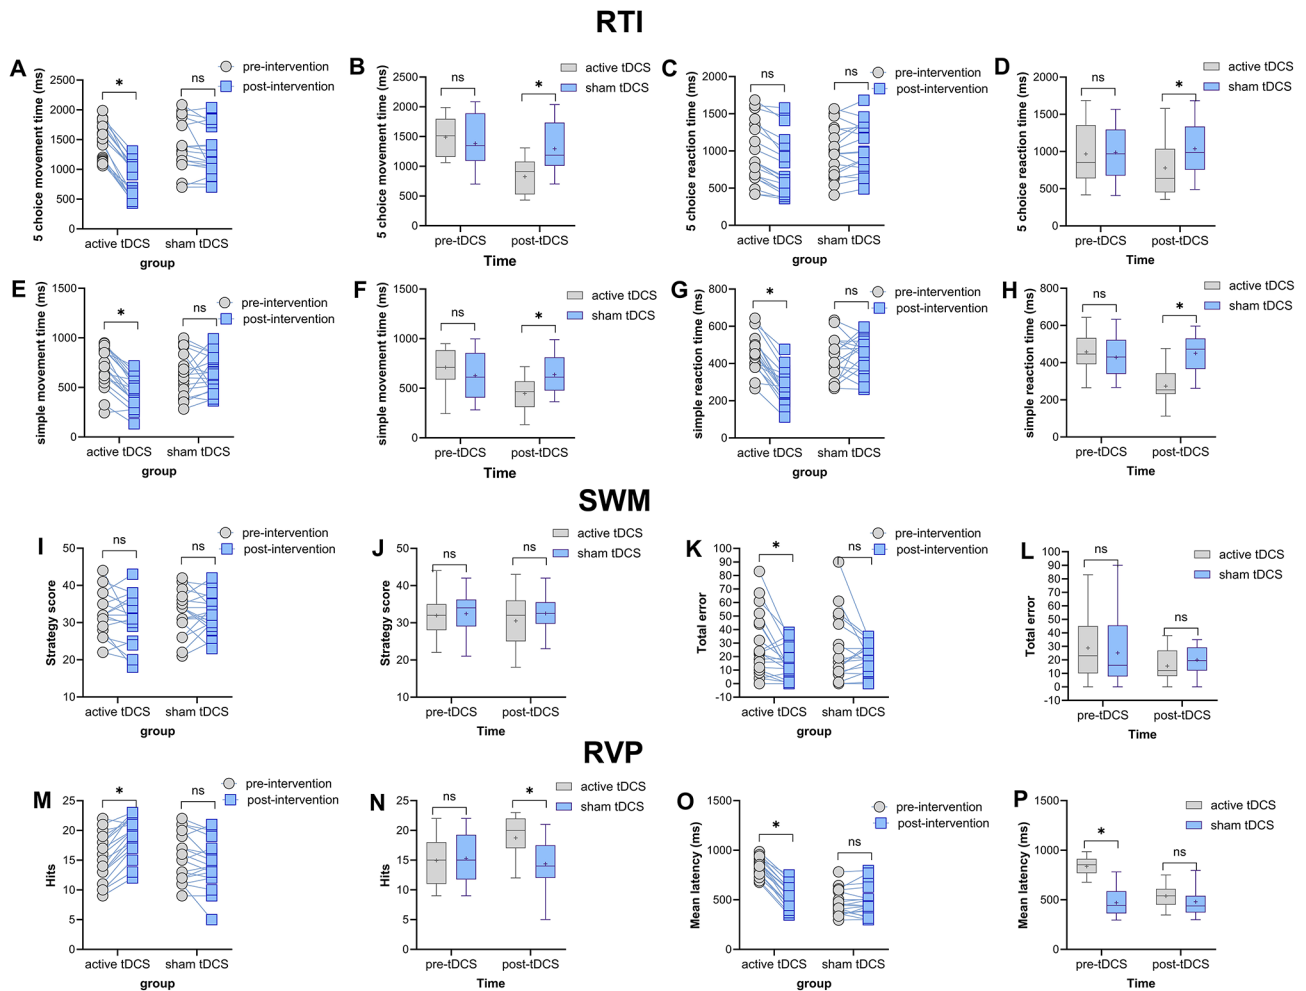 RTI
A
5 choice movement time (ms)
2500
2000
1500
1000
500
0
*
ns
pre-intervention
post-intervention
active tDCS
sham tDCS
group
B
5 choice movement time (ms)
2500
2000
1500
1000
500
0
ns
*
active tDCS
sham tDCS
pre-tDCS
post-tDCS
Time
C
5 choice reaction time (ms)
2000
1500
1000
500
0
ns
ns
pre-intervention
post-intervention
active tDCS
sham tDCS
group
D
5 choice reaction time (ms)
2000
1500
1000
500
0
ns
*
active tDCS
sham tDCS
pre-tDCS
post-tDCS
Time
E
simple movement time (ms)
1500
1000
500
0
*
ns
pre-intervention
post-intervention
active tDCS
sham tDCS
group
F
simple movement time (ms)
1500
1000
500
0
ns
*
active tDCS
sham tDCS
pre-tDCS
post-tDCS
Time
G
simple reaction time (ms)
800
600
400
200
0
*
ns
pre-intervention
post-intervention
active tDCS
sham tDCS
group
H
simple reaction time (ms)
800
600
400
200
0
ns
*
active tDCS
sham tDCS
pre-tDCS
post-tDCS
Time
SWM
I
Strategy score
50
40
30
20
10
ns
ns
pre-intervention
post-intervention
active tDCS
sham tDCS
group
J
Strategy score
50
40
30
20
10
ns
ns
active tDCS
sham tDCS
pre-tDCS
post-tDCS
Time
K
Total error
100
90
80
70
60
50
40
30
20
10
0
-10
*
ns
pre-intervention
post-intervention
active tDCS
sham tDCS
group
L
Total error
100
90
80
70
60
50
40
30
20
10
0
-10
ns
ns
active tDCS
sham tDCS
pre-tDCS
post-tDCS
Time
RVP
M
Hits
25
20
15
10
5
0
*
ns
pre-intervention
post-intervention
active tDCS
sham tDCS
group
N
Hits
25
20
15
10
5
0
ns
*
active tDCS
sham tDCS
pre-tDCS
post-tDCS
Time
O
Mean latency (ms)
1500
1000
500
0
*
ns
pre-intervention
post-intervention
active tDCS
sham tDCS
group
P
Mean latency (ms)
1500
1000
500
0
*
ns
active tDCS
sham tDCS
pre-tDCS
post-tDCS
Time